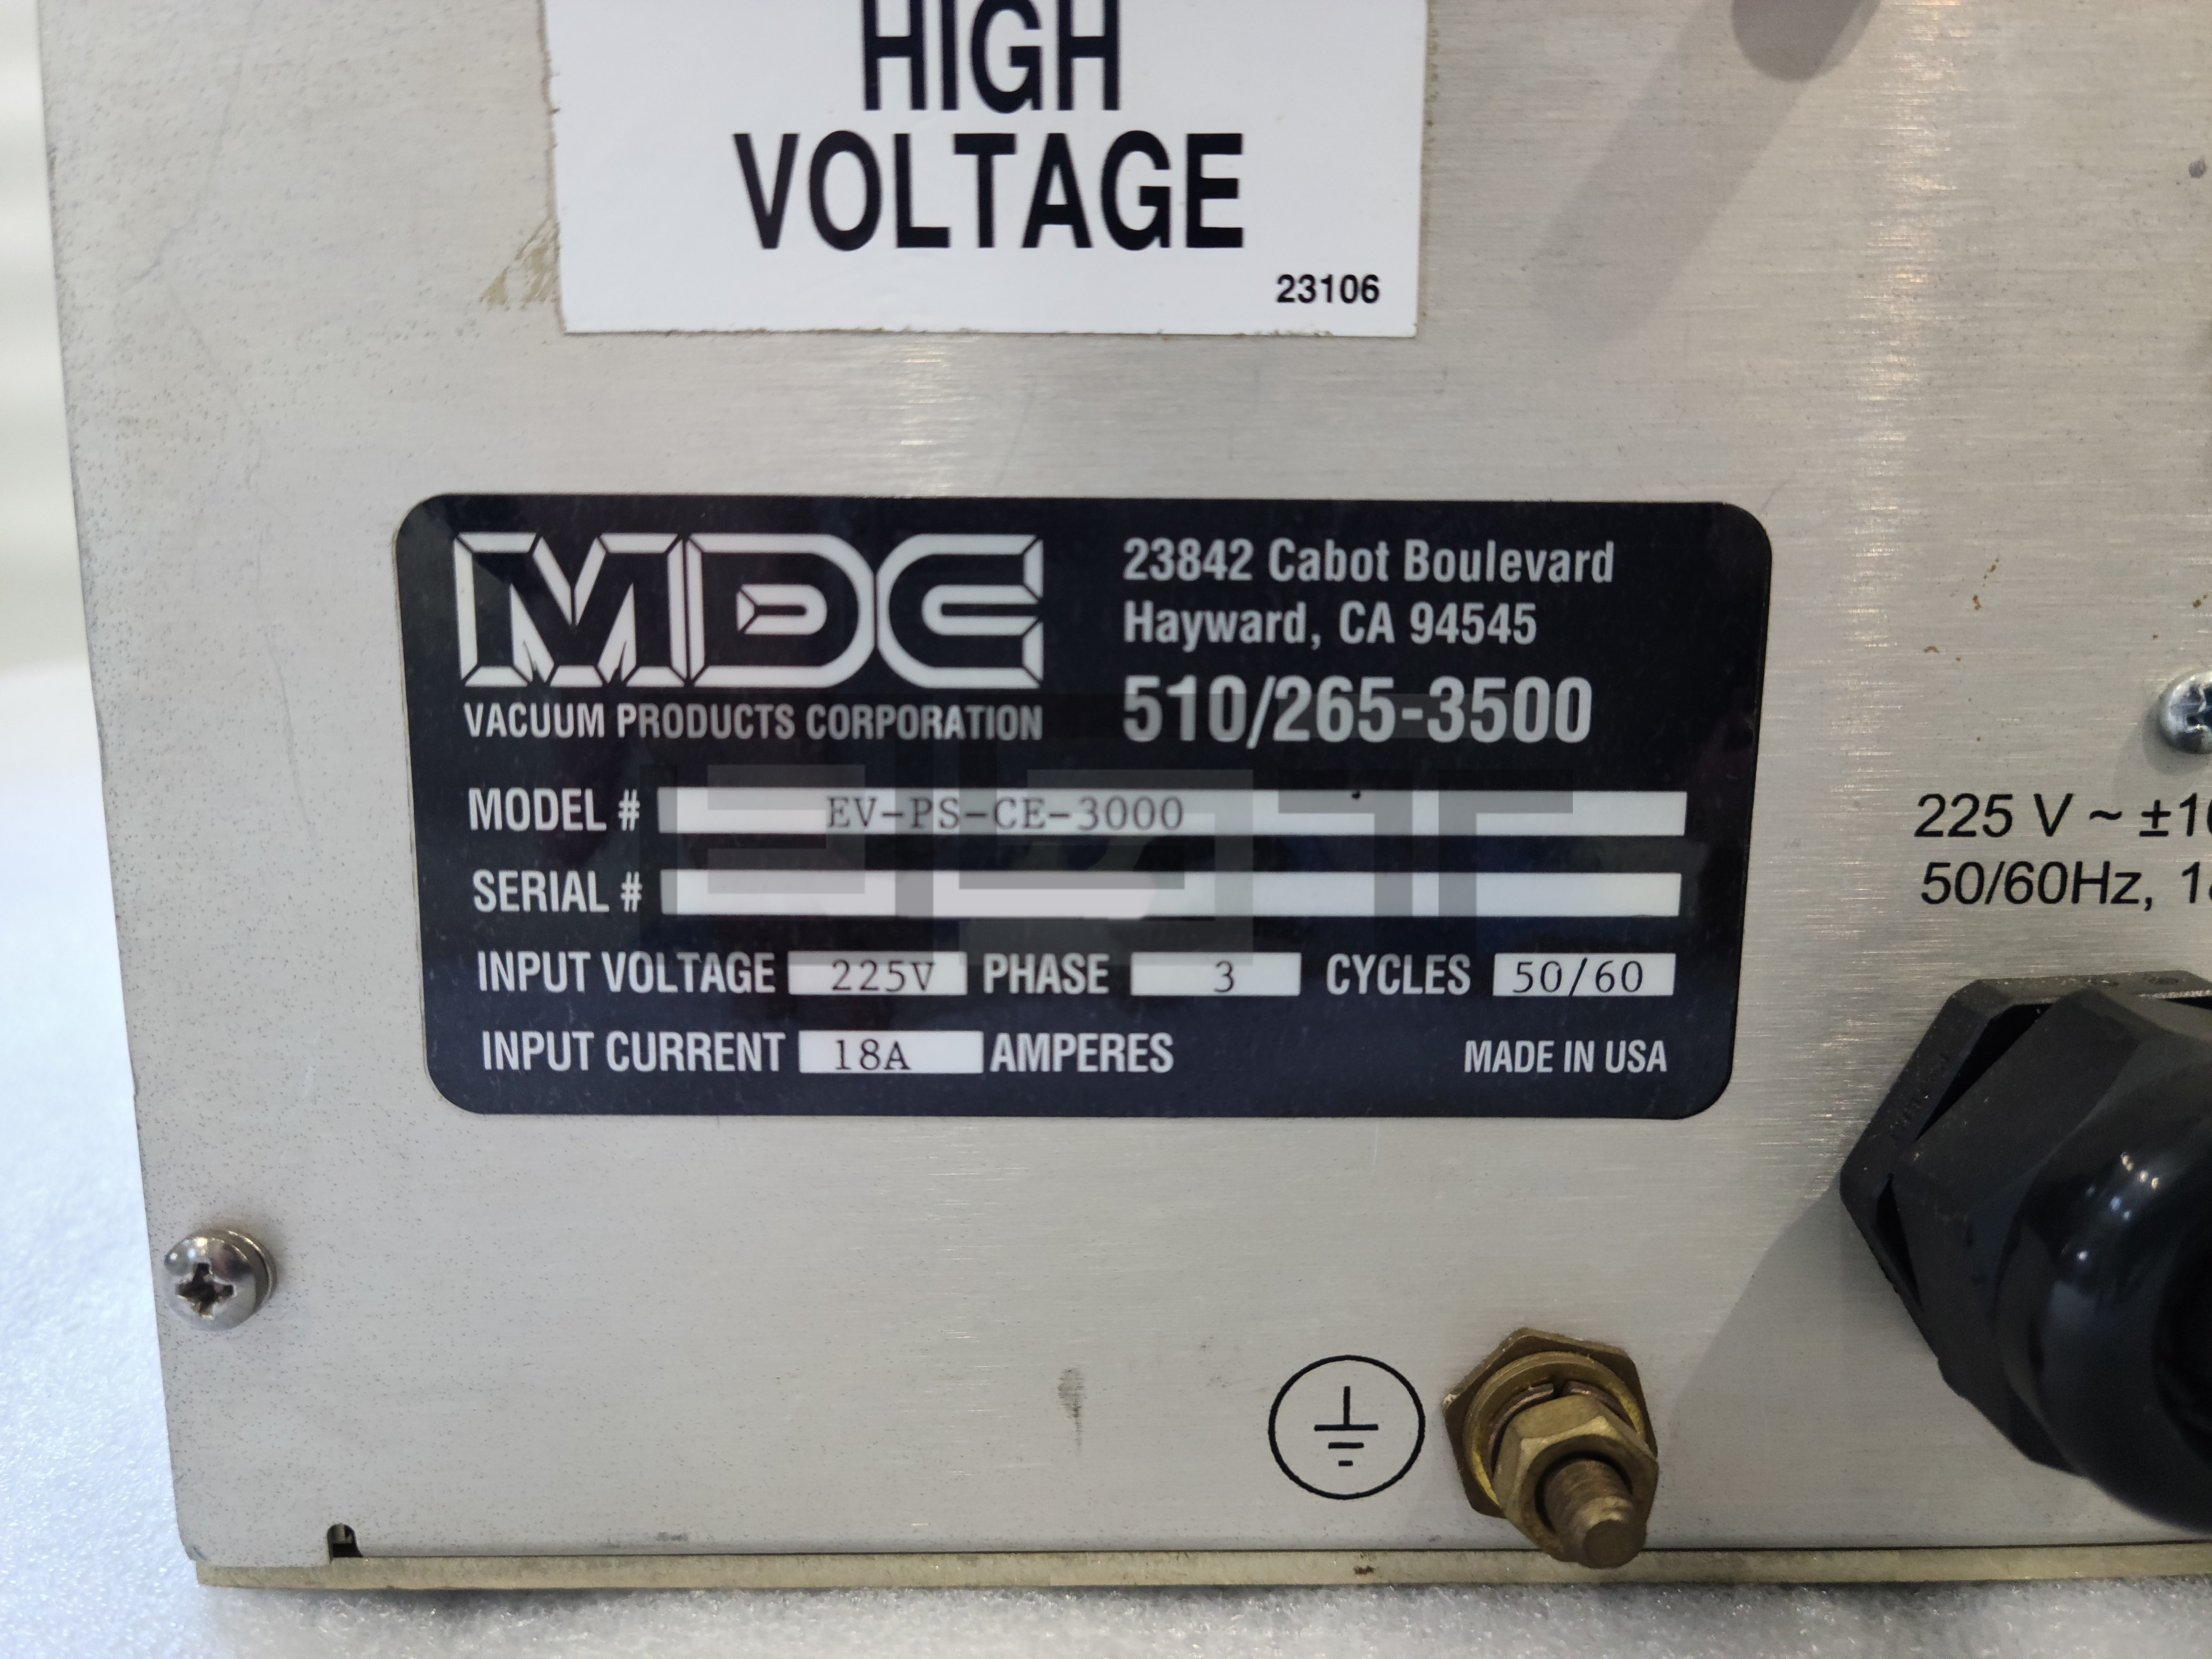 HIGH
VOLTAGE
23106
MDC
VACUUM PRODUCTS CORPORATION
23842 Cabot Boulevard
Hayward, CA 94545
510/265-3500
MODEL # EV-PS-CE-3000
SERIAL #
INPUT VOLTAGE 225V PHASE 3 CYCLES 50/60
INPUT CURRENT 18A AMPERES MADE IN USA
225 V ~ ±10
50/60Hz, 18